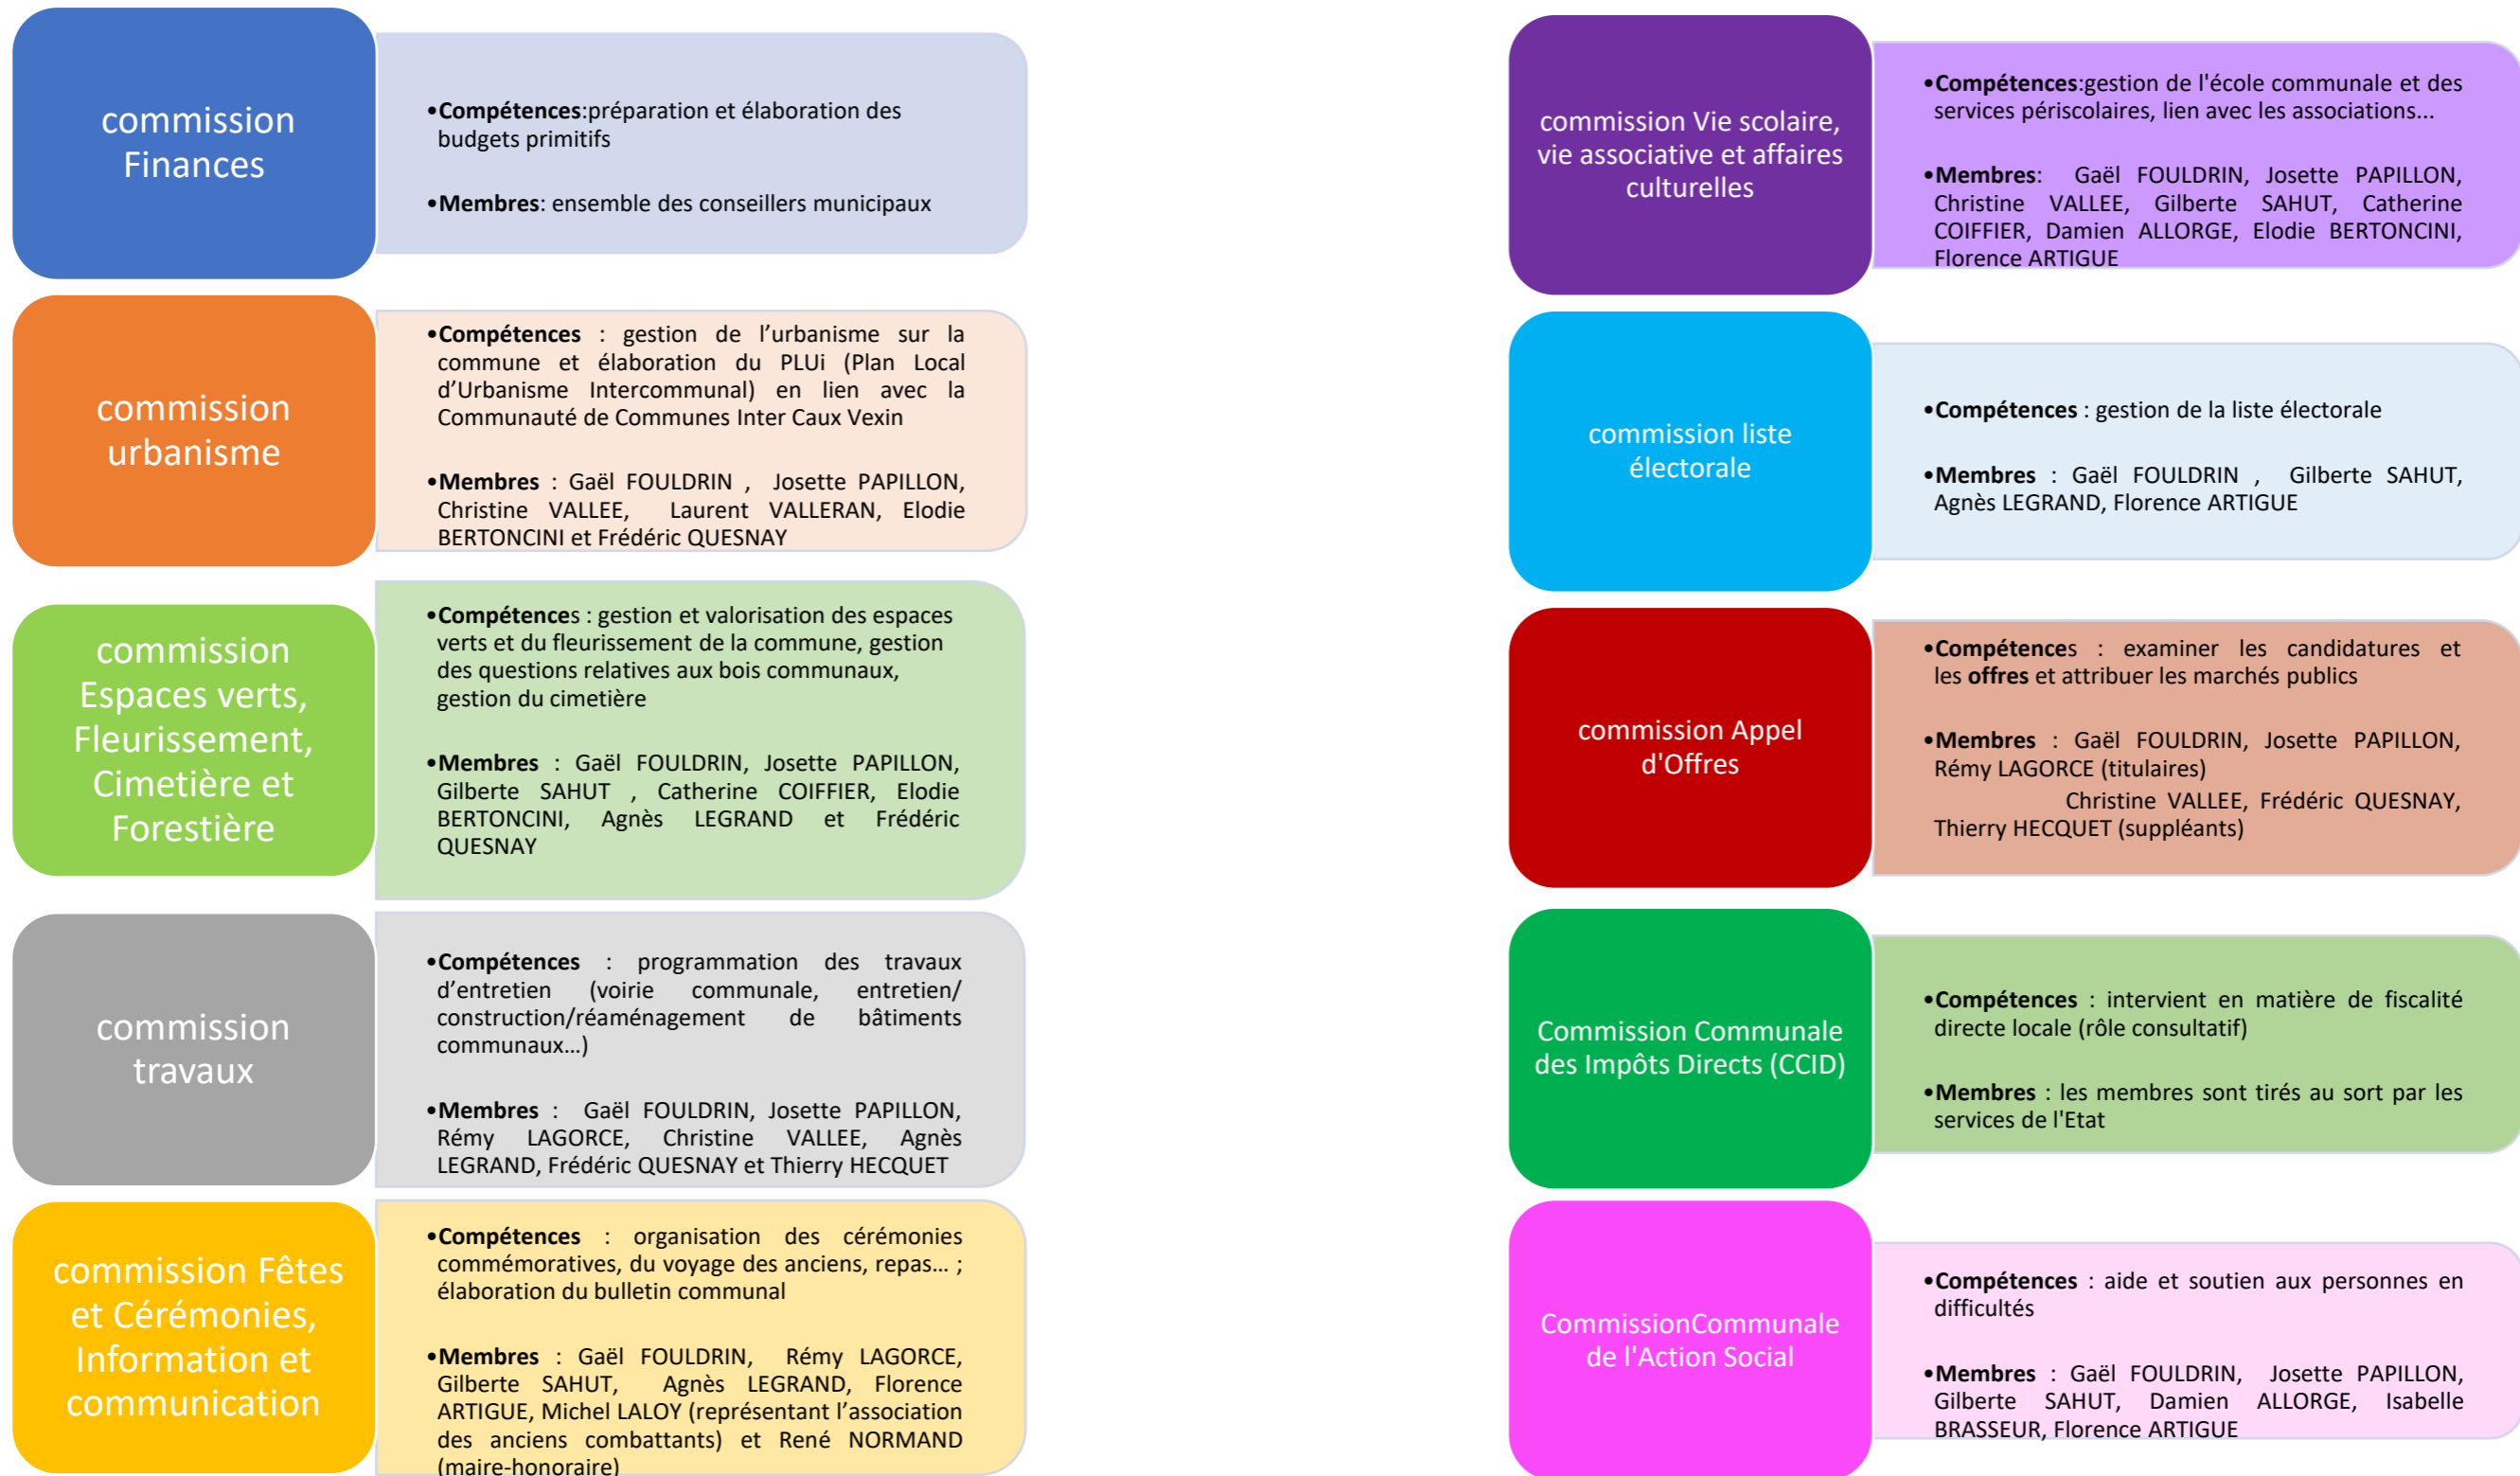 commission
Finances
•Compétences:préparation et élaboration des
budgets primitifs
•Membres: ensemble des conseillers municipaux
commission
urbanisme
•Compétences : gestion de l’urbanisme sur la
commune et élaboration du PLUi (Plan Local
d’Urbanisme Intercommunal) en lien avec la
Communauté de Communes Inter Caux Vexin
•Membres : Gaël FOULDRIN , Josette PAPILLON,
Christine VALLEE, Laurent VALLERAN, Elodie
BERTONCINI et Frédéric QUESNAY
commission
Espaces verts,
Fleurissement,
Cimetière et
Forestière
•Compétences : gestion et valorisation des espaces
verts et du fleurissement de la commune, gestion
des questions relatives aux bois communaux,
gestion du cimetière
•Membres : Gaël FOULDRIN, Josette PAPILLON,
Gilberte SAHUT , Catherine COIFFIER, Elodie
BERTONCINI, Agnès LEGRAND et Frédéric
QUESNAY
commission
travaux
•Compétences : programmation des travaux
d’entretien (voirie communale, entretien/
construction/réaménagement de bâtiments
communaux…)
•Membres : Gaël FOULDRIN, Josette PAPILLON,
Rémy LAGORCE, Christine VALLEE, Agnès
LEGRAND, Frédéric QUESNAY et Thierry HECQUET
commission Fêtes
et Cérémonies,
Information et
communication
•Compétences : organisation des cérémonies
commémoratives, du voyage des anciens, repas… ;
élaboration du bulletin communal
•Membres : Gaël FOULDRIN, Rémy LAGORCE,
Gilberte SAHUT, Agnès LEGRAND, Florence
ARTIGUE, Michel LALOY (représentant l’association
des anciens combattants) et René NORMAND
(maire-honoraire)
commission Vie scolaire,
vie associative et affaires
culturelles
•Compétences:gestion de l'école communale et des
services périscolaires, lien avec les associations...
•Membres: Gaël FOULDRIN, Josette PAPILLON,
Christine VALLEE, Gilberte SAHUT, Catherine
COIFFIER, Damien ALLORGE, Elodie BERTONCINI,
Florence ARTIGUE
commission liste
électorale
•Compétences : gestion de la liste électorale
•Membres : Gaël FOULDRIN , Gilberte SAHUT,
Agnès LEGRAND, Florence ARTIGUE
commission Appel
d'Offres
•Compétences : examiner les candidatures et
les offres et attribuer les marchés publics
•Membres : Gaël FOULDRIN, Josette PAPILLON,
Rémy LAGORCE (titulaires)
Christine VALLEE, Frédéric QUESNAY,
Thierry HECQUET (suppléants)
Commission Communale
des Impôts Directs (CCID)
•Compétences : intervient en matière de fiscalité
directe locale (rôle consultatif)
•Membres : les membres sont tirés au sort par les
services de l'Etat
CommissionCommunale
de l'Action Social
•Compétences : aide et soutien aux personnes en
difficultés
•Membres : Gaël FOULDRIN, Josette PAPILLON,
Gilberte SAHUT, Damien ALLORGE, Isabelle
BRASSEUR, Florence ARTIGUE